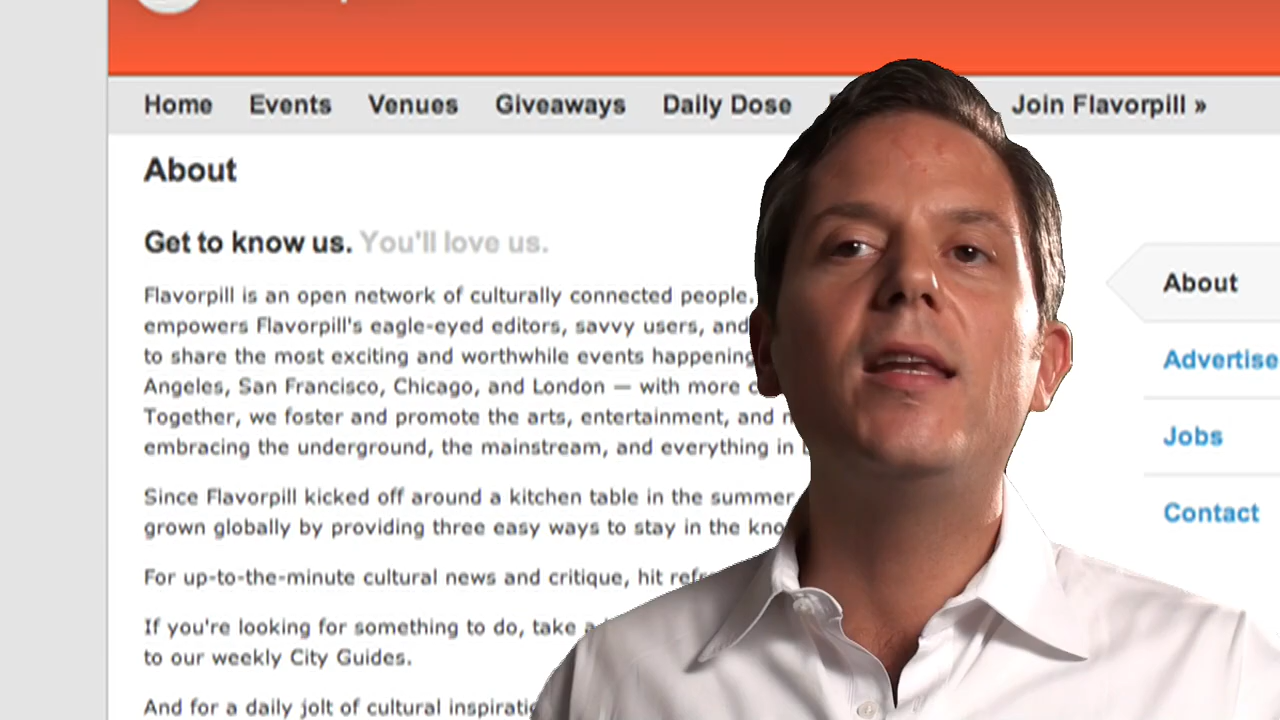 Home Events Venues Giveaways Daily Dose Join Flavorpill »
About
Get to know us. You'll love us.
Flavorpill is an open network of culturally connected people.
empowers Flavorpill's eagle-eyed editors, savvy users, and
to share the most exciting and worthwhile events happening
Angeles, San Francisco, Chicago, and London — with more
Together, we foster and promote the arts, entertainment, and
embracing the underground, the mainstream, and everything in
Since Flavorpill kicked off around a kitchen table in the summer
grown globally by providing three easy ways to stay in the
For up-to-the-minute cultural news and critique, hit
If you're looking for something to do, take
to our weekly City Guides.
And for a daily jolt of cultural
About
Advertise
Jobs
Contact